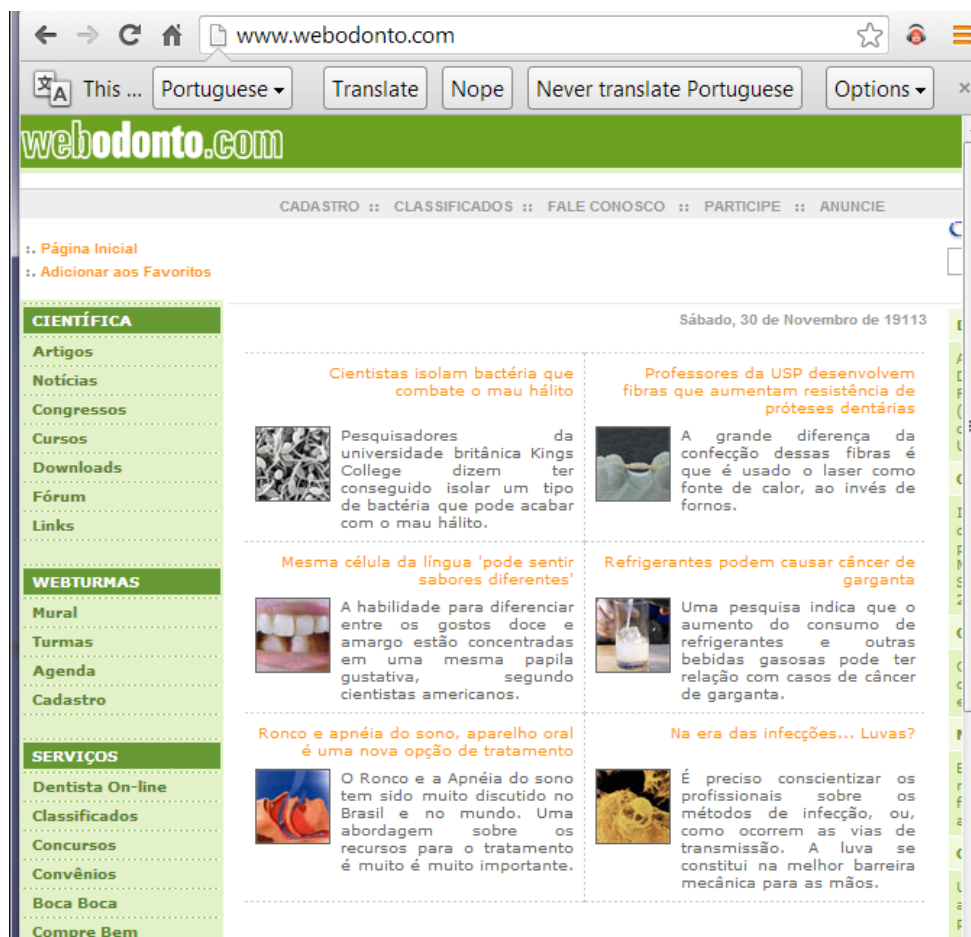 www.webodonto.com
This ... Portuguese Translate Nope Never translate Portuguese Options
webodonto.com
CADASTRO :: CLASSIFICADOS :: FALE CONOSCO :: PARTICIPE :: ANUNCIE
:. Página Inicial
:. Adicionar aos Favoritos
CIENTÍFICA
Artigos
Notícias
Congressos
Cursos
Downloads
Fórum
Links
WEBTURMAS
Mural
Turmas
Agenda
Cadastro
SERVIÇOS
Dentista On-line
Classificados
Concursos
Convênios
Boca Boca
Compre Bem
Sábado, 30 de Novembro de 19113
Cientistas isolam bactéria que
combate o mau hálito
Pesquisadores da
universidade britânica Kings
College dizem ter
conseguido isolar um tipo
de bactéria que pode acabar
com o mau hálito.
Professores da USP desenvolvem
fibras que aumentam resistência de
próteses dentárias
A grande diferença da
confecção dessas fibras é
que é usado o laser como
fonte de calor, ao invés de
fornos.
Mesma célula da língua 'pode sentir
sabores diferentes'
A habilidade para diferenciar
entre os gostos doce e
amargo estão concentradas
em uma mesma papila
gustativa, segundo
cientistas americanos.
Refrigerantes podem causar câncer de
garganta
Uma pesquisa indica que o
aumento do consumo de
refrigerantes e outras
bebidas gasosas pode ter
relação com casos de câncer
de garganta.
Ronco e apnéia do sono, aparelho oral
é uma nova opção de tratamento
O Ronco e a Apnéia do sono
tem sido muito discutido no
Brasil e no mundo. Uma
abordagem sobre os
recursos para o tratamento
é muito é muito importante.
Na era das infecções... Luvas?
É preciso conscientizar os
profissionais sobre os
métodos de infecção, ou,
como ocorrem as vias de
transmissão. A luva se
constitui na melhor barreira
mecânica para as mãos.